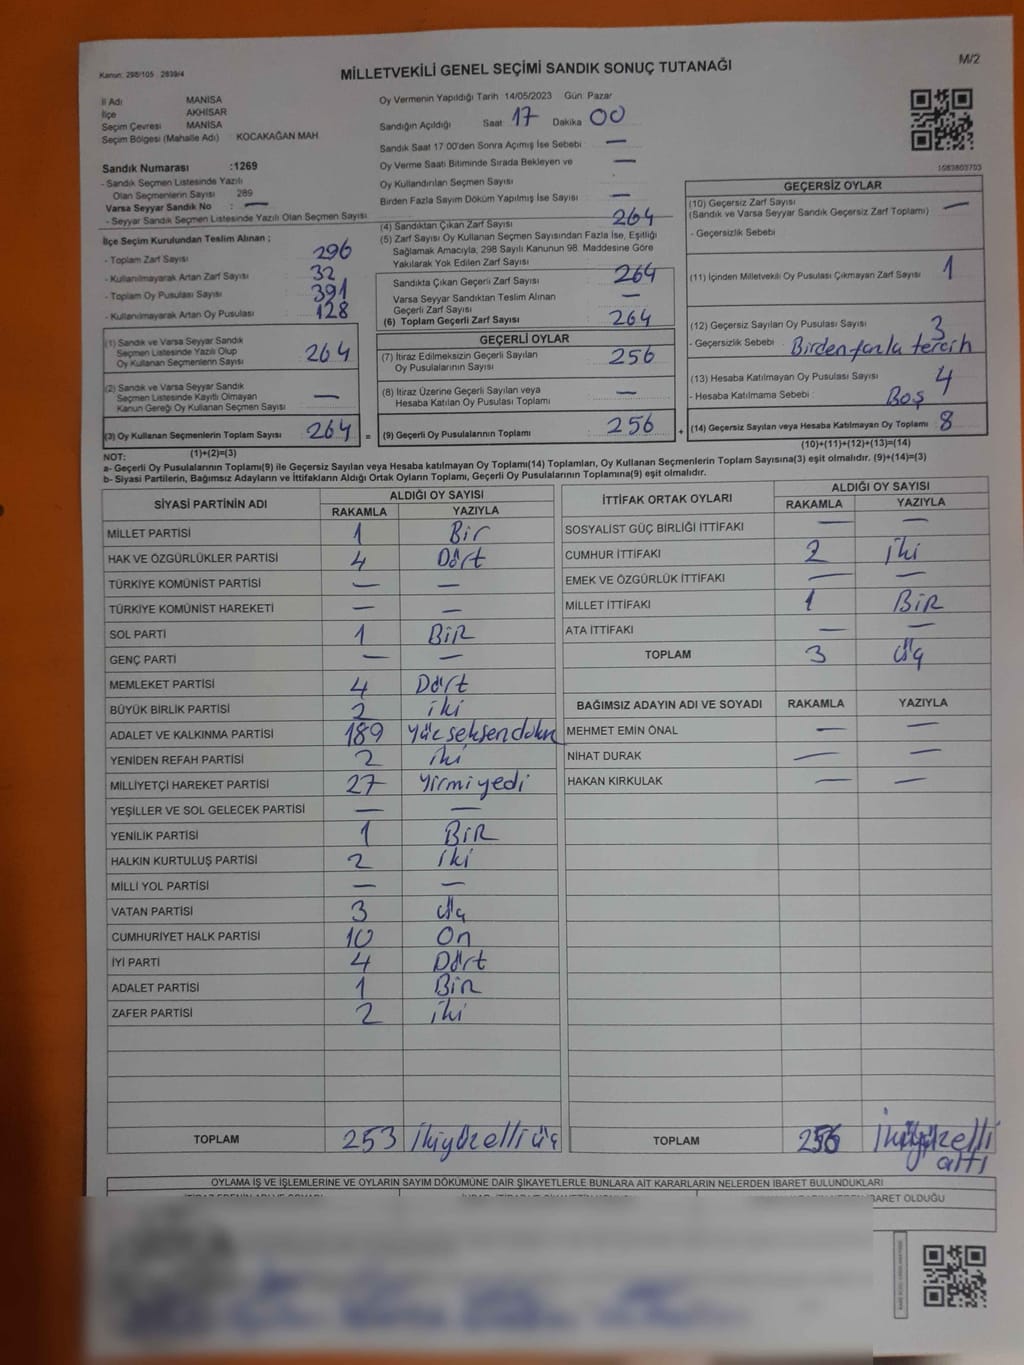 Kanun: 298/105 2839/4
MİLLETVEKİLİ GENEL SEÇİMİ SANDIK SONUÇ TUTANAĞI
M/2
İl Adı MANİSA
İlçe AKHİSAR
Seçim Çevresi MANİSA
Seçim Bölgesi (Mahalle Adı) : KOCAKAĞAN MAH
Sandık Numarası :1269
- Sandık Seçmen Listesinde Yazılı
Olan Seçmenlerin Sayısı 289
Varsa Seyyar Sandık No : —
- Seyyar Sandık Seçmen Listesinde Yazılı Olan Seçmen Sayısı
İlçe Seçim Kurulundan Teslim Alınan ;
- Toplam Zarf Sayısı 296
- Kullanılmayarak Artan Zarf Sayısı 32
- Toplam Oy Pusulası Sayısı 391
- Kullanılmayarak Artan Oy Pusulası 128
Oy Vermenin Yapıldığı Tarih :14/05/2023 Gün: Pazar
Sandığın Açıldığı Saat 17 Dakika 00
Sandık Saat 17:00'den Sonra Açımış İse Sebebi : —
Oy Verme Saati Bitiminde Sırada Bekleyen ve —
Oy Kullandırılan Seçmen Sayısı
Birden Fazla Sayım Döküm Yapılmış İse Sayısı : —
(4) Sandıktan Çıkan Zarf Sayısı 264
(5) Zarf Sayısı Oy Kullanan Seçmen Sayısından Fazla İse, Eşitliği
Sağlamak Amacıyla, 298 Sayılı Kanunun 98. Maddesine Göre
Yakılarak Yok Edilen Zarf Sayısı
Sandıkta Çıkan Geçerli Zarf Sayısı 264
Varsa Seyyar Sandıktan Teslim Alınan
Geçerli Zarf Sayısı —
(6) Toplam Geçerli Zarf Sayısı 264
1083803703
GEÇERSİZ OYLAR
(10) Geçersiz Zarf Sayısı —
(Sandık ve Varsa Seyyar Sandık Geçersiz Zarf Toplamı)
- Geçersizlik Sebebi
(11) İçinden Milletvekili Oy Pusulası Çıkmayan Zarf Sayısı 1
(12) Geçersiz Sayılan Oy Pusulası Sayısı 3
- Geçersizlik Sebebi : Birden fazla tercih
(13) Hesaba Katılmayan Oy Pusulası Sayısı 4
- Hesaba Katılmama Sebebi : Boş
(14) Geçersiz Sayılan veya Hesaba Katılmayan Oy Toplamı 8
(10)+(11)+(12)+(13)=(14)
(1) Sandık ve Varsa Seyyar Sandık
Seçmen Listesinde Yazılı Olup
Oy Kullanan Seçmenlerin Sayısı 264
(2) Sandık ve Varsa Seyyar Sandık
Seçmen Listesinde Kayıtlı Olmayan
Kanun Gereği Oy Kullanan Seçmen Sayısı —
(3) Oy Kullanan Seçmenlerin Toplam Sayısı 264 =
(1)+(2)=(3)
GEÇERLİ OYLAR
(7) İtiraz Edilmeksizin Geçerli Sayılan
Oy Pusulalarının Sayısı 256
(8) İtiraz Üzerine Geçerli Sayılan veya
Hesaba Katılan Oy Pusulası Toplamı —
(9) Geçerli Oy Pusulalarının Toplamı 256 +
NOT:
a- Geçerli Oy Pusulalarının Toplamı(9) ile Geçersiz Sayılan veya Hesaba katılmayan Oy Toplamı(14) Toplamları, Oy Kullanan Seçmenlerin Toplam Sayısına(3) eşit olmalıdır. (9)+(14)=(3)
b- Siyasi Partilerin, Bağımsız Adayların ve İttifakların Aldığı Ortak Oyların Toplamı, Geçerli Oy Pusulalarının Toplamına(9) eşit olmalıdır.
SİYASİ PARTİNİN ADI ALDIĞI OY SAYISI
RAKAMLA YAZIYLA
MİLLET PARTİSİ 1 Bir
HAK VE ÖZGÜRLÜKLER PARTİSİ 4 Dört
TÜRKİYE KOMÜNİST PARTİSİ — —
TÜRKİYE KOMÜNİST HAREKETİ — —
SOL PARTİ 1 BİR
GENÇ PARTİ — —
MEMLEKET PARTİSİ 4 Dört
BÜYÜK BİRLİK PARTİSİ 2 iki
ADALET VE KALKINMA PARTİSİ 189 yüzseksendokuz
YENİDEN REFAH PARTİSİ 2 iki
MİLLİYETÇİ HAREKET PARTİSİ 27 yirmiyedi
YEŞİLLER VE SOL GELECEK PARTİSİ — —
YENİLİK PARTİSİ 1 BİR
HALKIN KURTULUŞ PARTİSİ 2 iki
MİLLİ YOL PARTİSİ — —
VATAN PARTİSİ 3 üç
CUMHURİYET HALK PARTİSİ 10 On
İYİ PARTİ 4 Dört
ADALET PARTİSİ 1 BİR
ZAFER PARTİSİ 2 iki
TOPLAM 253 ikiyüzelli üç
İTTİFAK ORTAK OYLARI ALDIĞI OY SAYISI
RAKAMLA YAZIYLA
SOSYALİST GÜÇ BİRLİĞİ İTTİFAKI — —
CUMHUR İTTİFAKI 2 iki
EMEK VE ÖZGÜRLÜK İTTİFAKI — —
MİLLET İTTİFAKI 1 BİR
ATA İTTİFAKI — —
TOPLAM 3 üç
BAĞIMSIZ ADAYIN ADI VE SOYADI RAKAMLA YAZIYLA
MEHMET EMİN ÖNAL — —
NİHAT DURAK — —
HAKAN KIRKULAK — —
TOPLAM 256 ikiyüzelli
altı
OYLAMA İŞ VE İŞLEMLERİNE VE OYLARIN SAYIM DÖKÜMÜNE DAİR ŞİKAYETLERLE BUNLARA AİT KARARLARIN NELERDEN İBARET BULUNDUKLARI
İBARET OLDUĞU